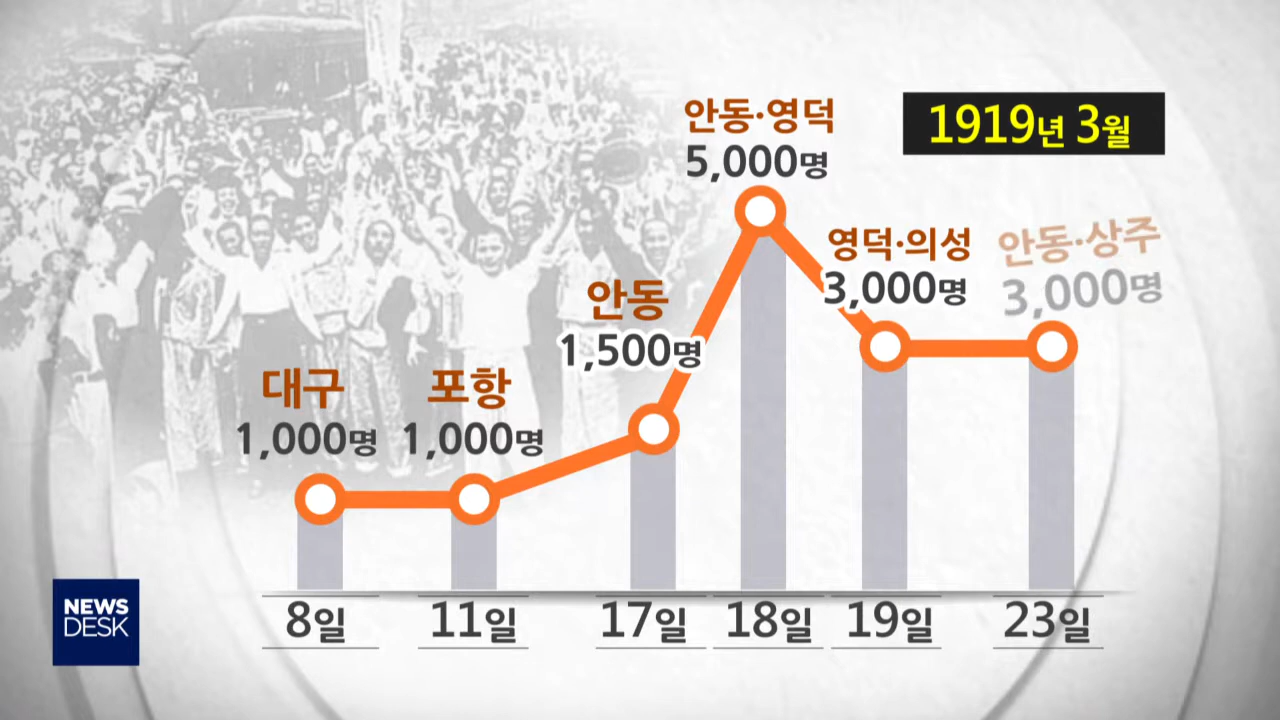 1919년 3월
안동·영덕
5,000명
영덕·의성
3,000명
안동·상주
3,000명
안동
1,500명
대구
1,000명
포항
1,000명
8일
11일
17일
18일
19일
23일
NEWS
DESK